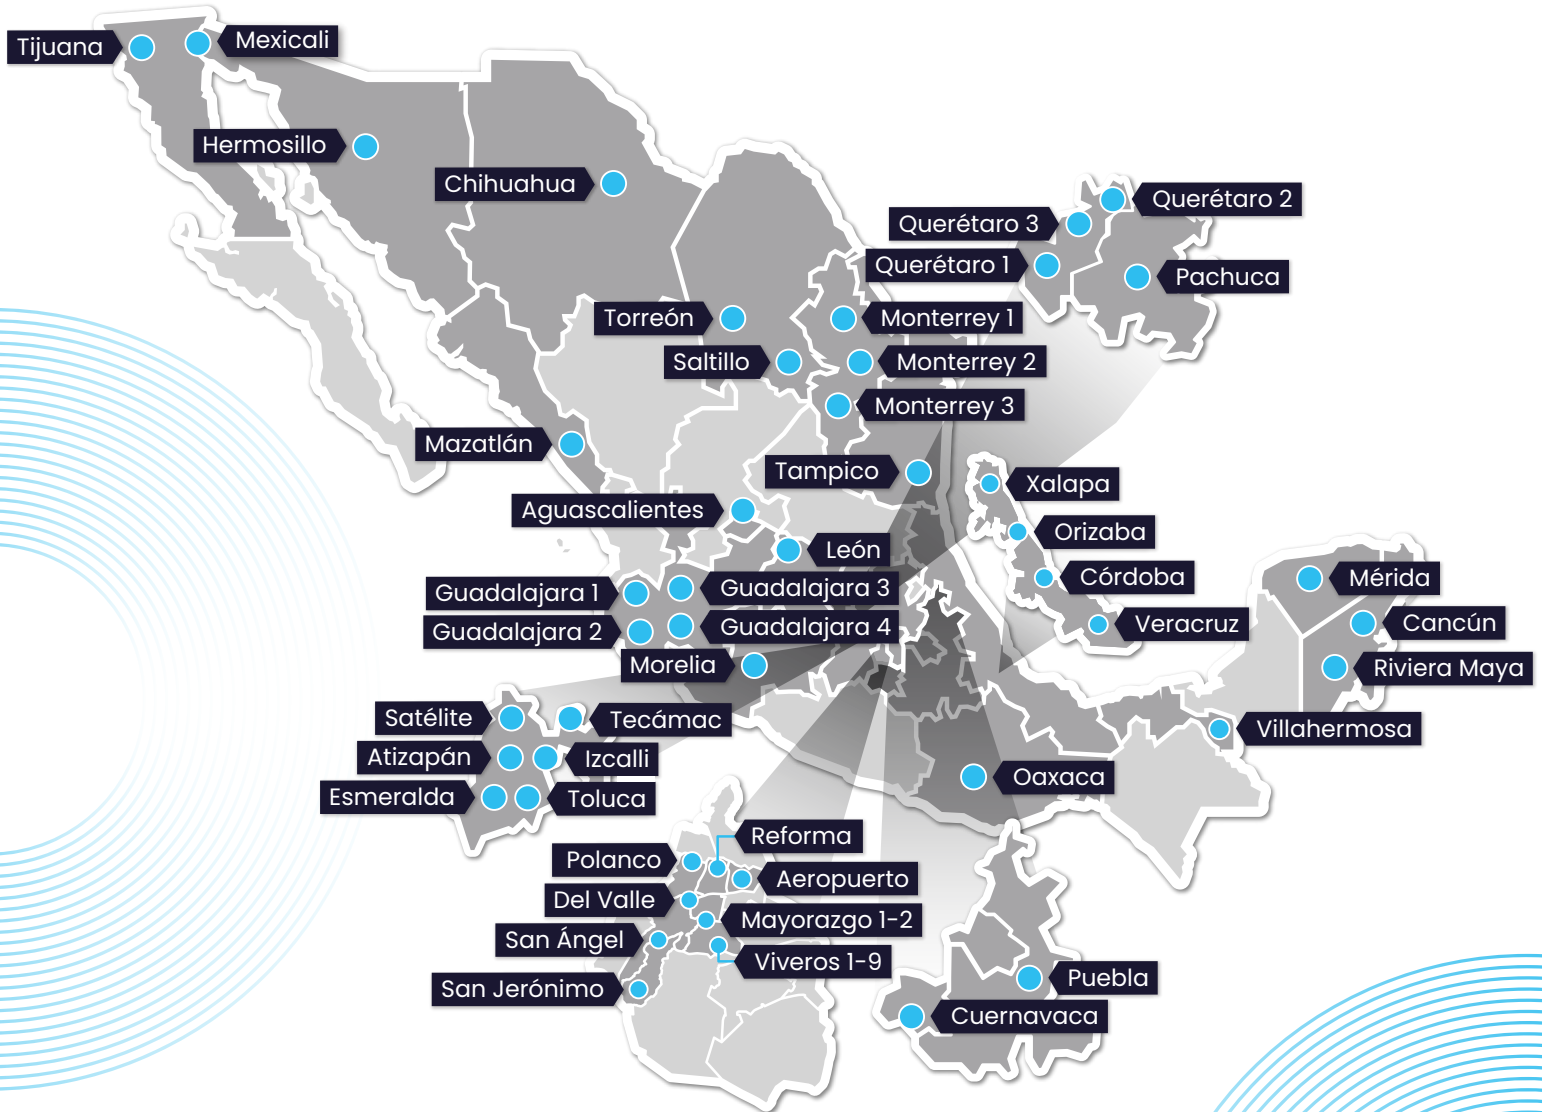 Tijuana
Mexicali
Hermosillo
Chihuahua
Querétaro 2
Querétaro 3
Querétaro 1
Pachuca
Torreón
Monterrey 1
Saltillo
Monterrey 2
Monterrey 3
Mazatlán
Tampico
Xalapa
Aguascalientes
Orizaba
León
Córdoba
Mérida
Guadalajara 1
Guadalajara 3
Guadalajara 2
Guadalajara 4
Veracruz
Cancún
Morelia
Riviera Maya
Satélite
Tecámac
Villahermosa
Atizapán
Izcalli
Oaxaca
Esmeralda
Toluca
Reforma
Polanco
Aeropuerto
Del Valle
Mayorazgo 1-2
San Ángel
Viveros 1-9
San Jerónimo
Puebla
Cuernavaca